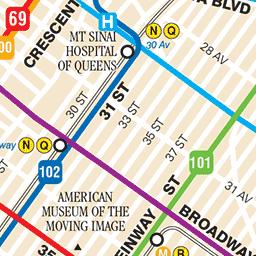 69
CRESCENT
H
A BLVD
MT SINAI
HOSPITAL
OF QUEENS
N Q
30 Av
28 AV
00
30 ST
31 ST
33 ST
35 ST
37 ST
way N Q
101
102
31 AV
AMERICAN
MUSEUM OF THE
MOVING IMAGE
INWAY ST
BROADWAY
35
M R